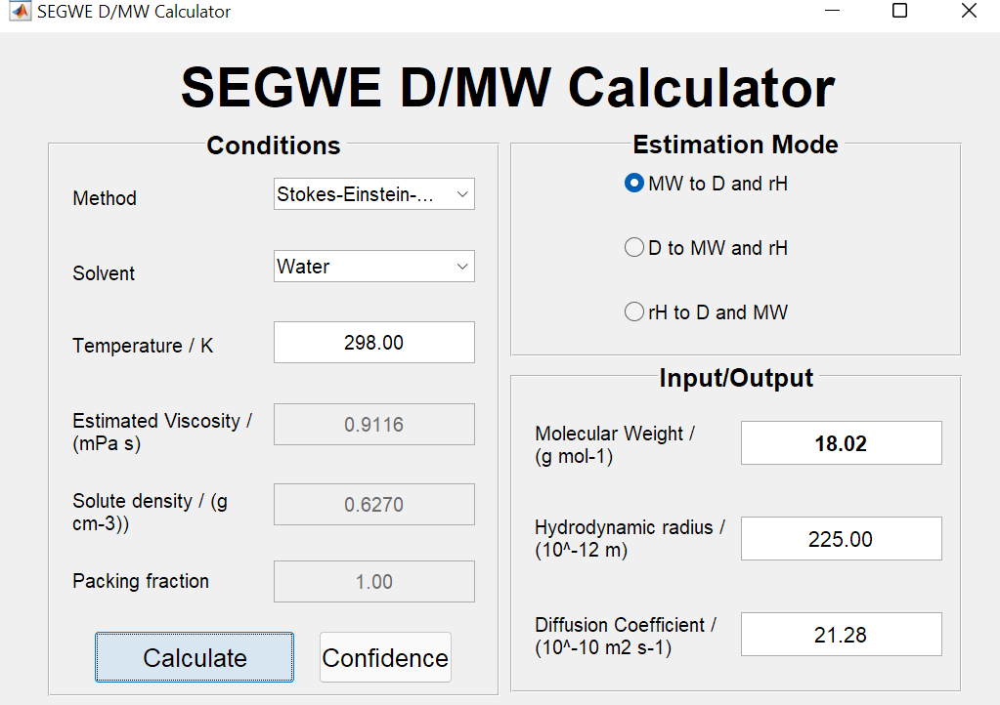 SEGWE D/MW Calculator
SEGWE D/MW Calculator
Conditions
Method
Stokes-Einstein-...
Solvent
Water
Temperature / K
298.00
Estimated Viscosity /
(mPa s)
0.9116
Solute density / (g
cm-3))
0.6270
Packing fraction
1.00
Calculate
Confidence
Estimation Mode
MW to D and rH
D to MW and rH
rH to D and MW
Input/Output
Molecular Weight /
(g mol-1)
18.02
Hydrodynamic radius /
(10^-12 m)
225.00
Diffusion Coefficient /
(10^-10 m2 s-1)
21.28